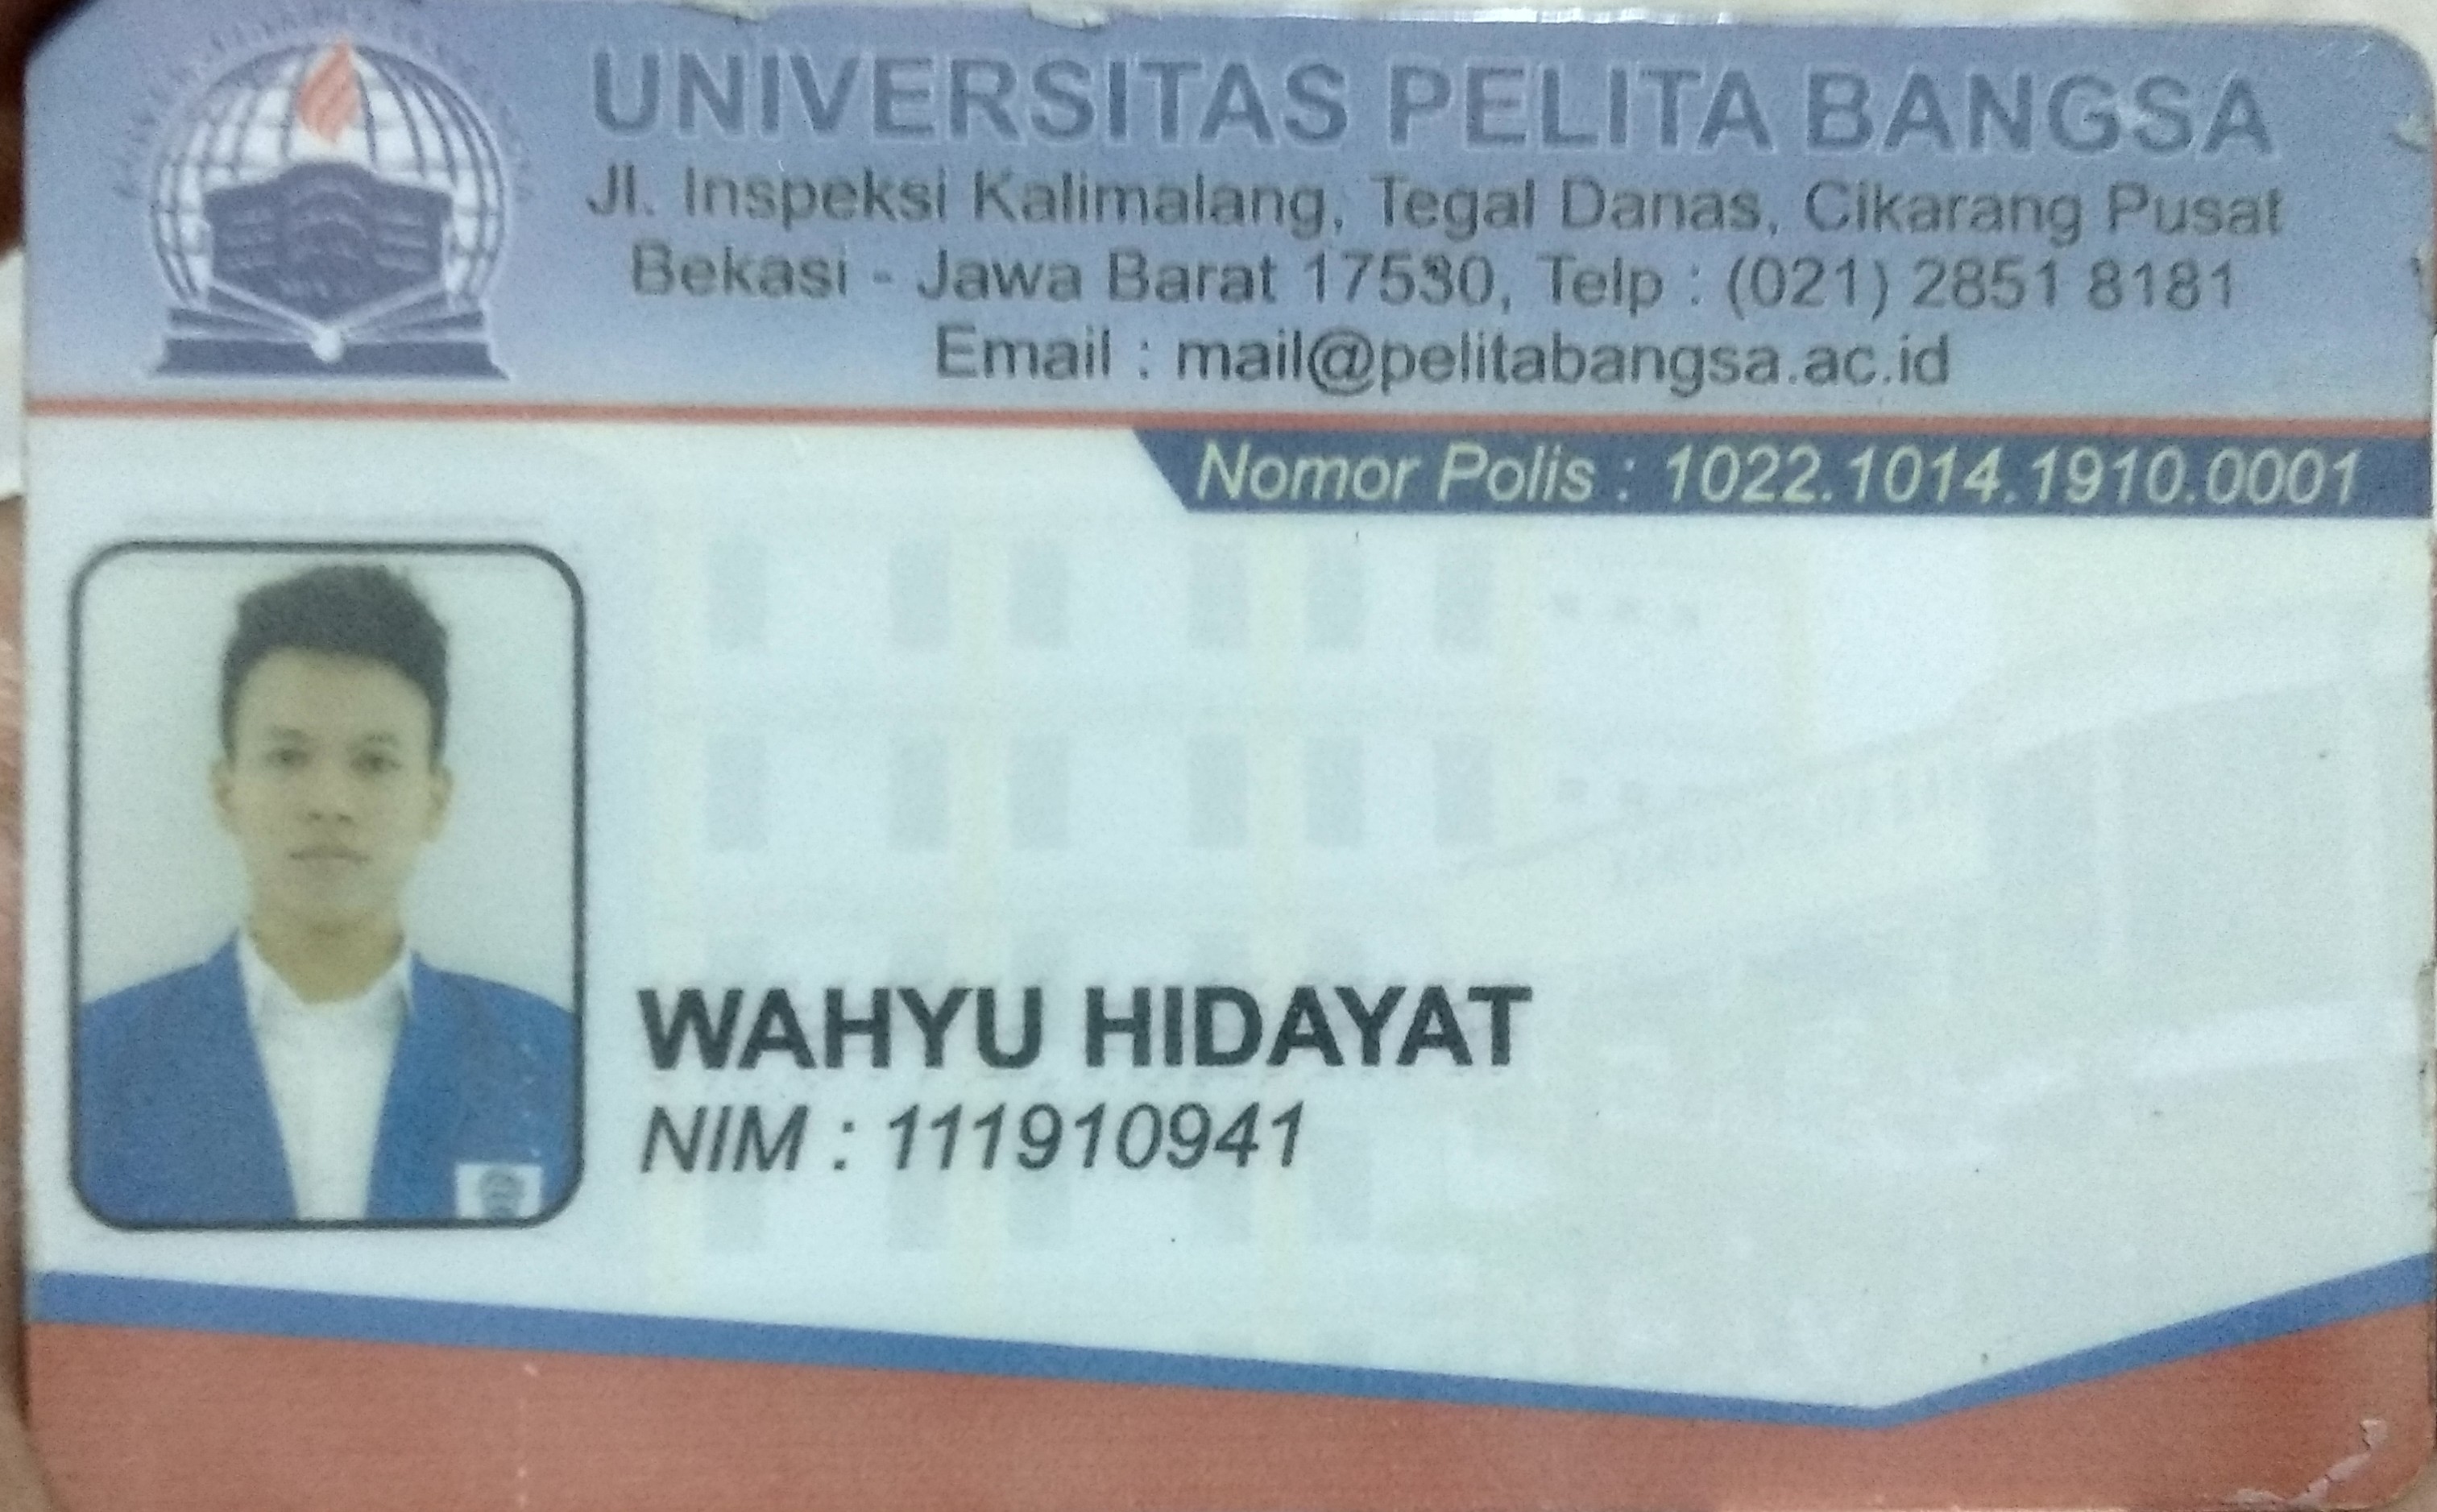 UNIVERSITAS PELITA BANGSA
Jl. Inspeksi Kalimalang, Tegal Danas, Cikarang Pusat
Bekasi - Jawa Barat 17530, Telp : (021) 2851 8181
Email : mail@pelitabangsa.ac.id
Nomor Polis : 1022.1014.1910.0001
WAHYU HIDAYAT
NIM : 111910941